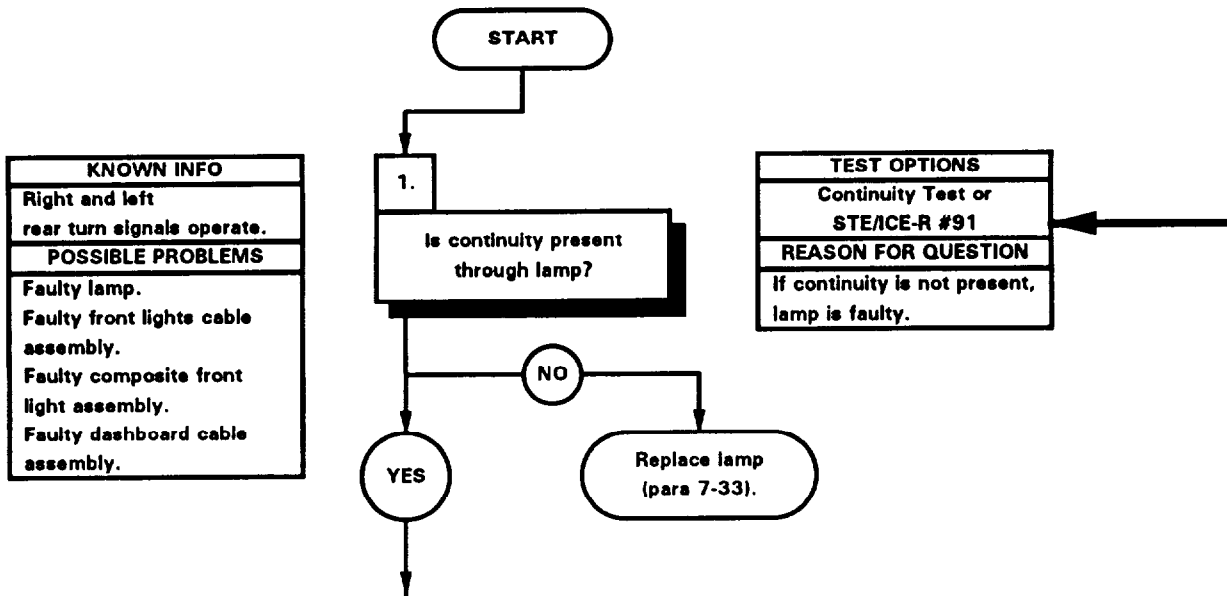 START
KNOWN INFO
Right and left
rear turn signals operate.
POSSIBLE PROBLEMS
Faulty lamp.
Faulty front lights cable
assembly.
Faulty composite front
light assembly.
Faulty dashboard cable
assembly.
1.
Is continuity present
through lamp?
TEST OPTIONS
Continuity Test or
STE/ICE-R #91
REASON FOR QUESTION
If continuity is not present,
lamp is faulty.
NO
YES
Replace lamp
(para 7-33).